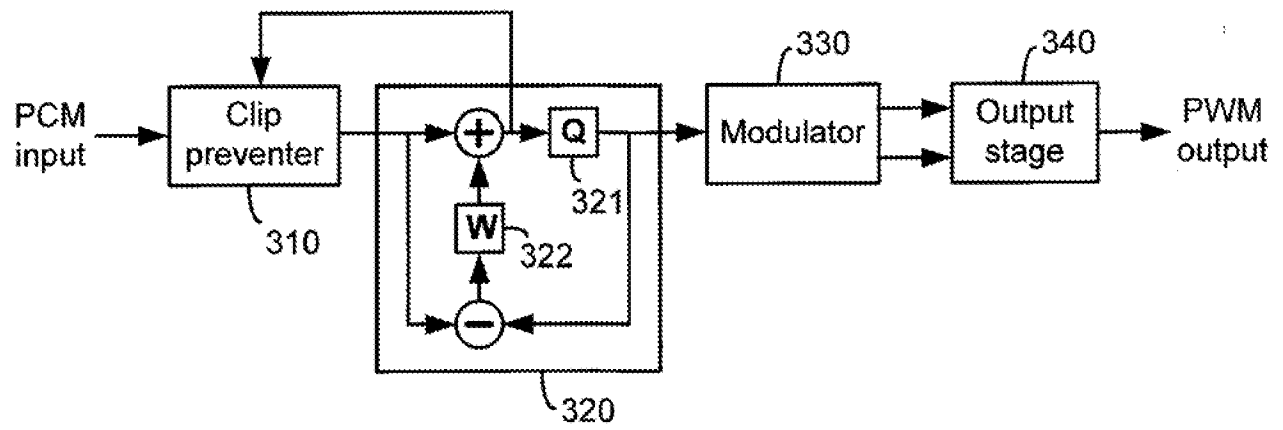 PCM
input
Clip
preventer
310
+
Q
321
W
322
−
320
330
Modulator
340
Output
stage
PWM
output